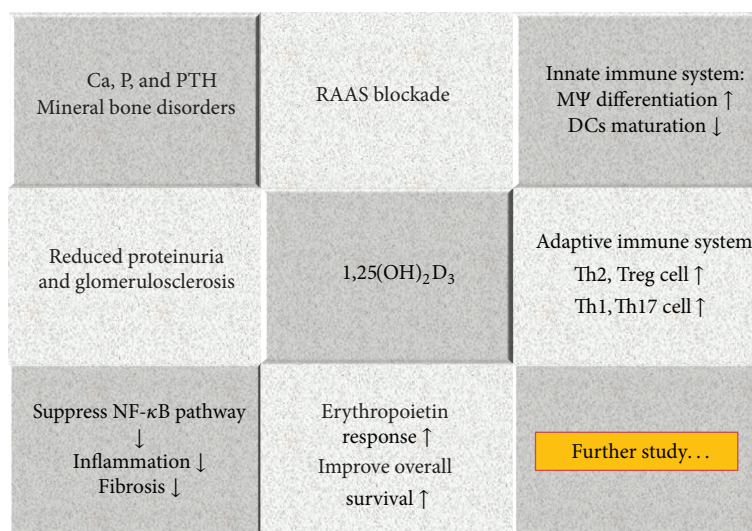 Ca, P, and PTH
Mineral bone disorders
RAAS blockade
Innate immune system:
MΨ differentiation ↑
DCs maturation ↓
Reduced proteinuria
and glomerulosclerosis
1,25(OH)₂D₃
Adaptive immune system
Th2, Treg cell ↑
Th1, Th17 cell ↑
Suppress NF-κB pathway
↓
Inflammation ↓
Fibrosis ↓
Erythropoietin
response ↑
Improve overall
survival ↑
Further study…